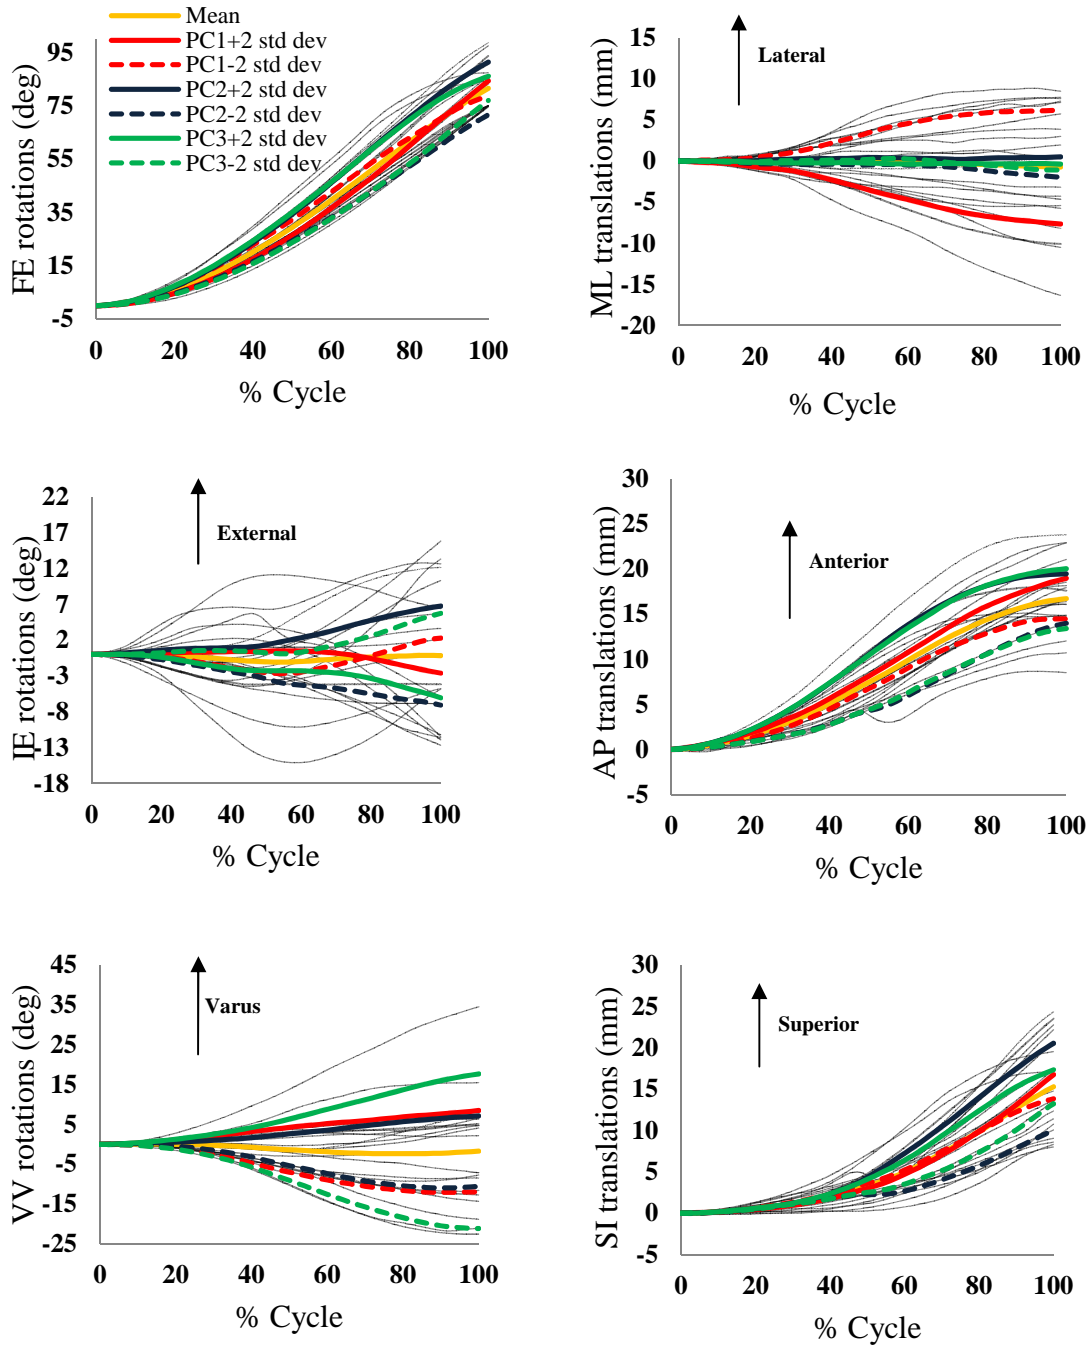 Mean
PC1+2 std dev
PC1-2 std dev
PC2+2 std dev
PC2-2 std dev
PC3+2 std dev
PC3-2 std dev
FE rotations (deg)
95
75
55
35
15
-5
0 20 40 60 80 100
% Cycle
Lateral
ML translations (mm)
15
10
5
0
-5
-10
-15
-20
0 20 40 60 80 100
% Cycle
External
IE rotations (deg)
22
17
12
7
2
-3
-8
-13
-18
0 20 40 60 80 100
% Cycle
Anterior
AP translations (mm)
30
25
20
15
10
5
0
-5
0 20 40 60 80 100
% Cycle
Varus
VV rotations (deg)
45
35
25
15
5
-5
-15
-25
0 20 40 60 80 100
% Cycle
Superior
SI translations (mm)
30
25
20
15
10
5
0
-5
0 20 40 60 80 100
% Cycle